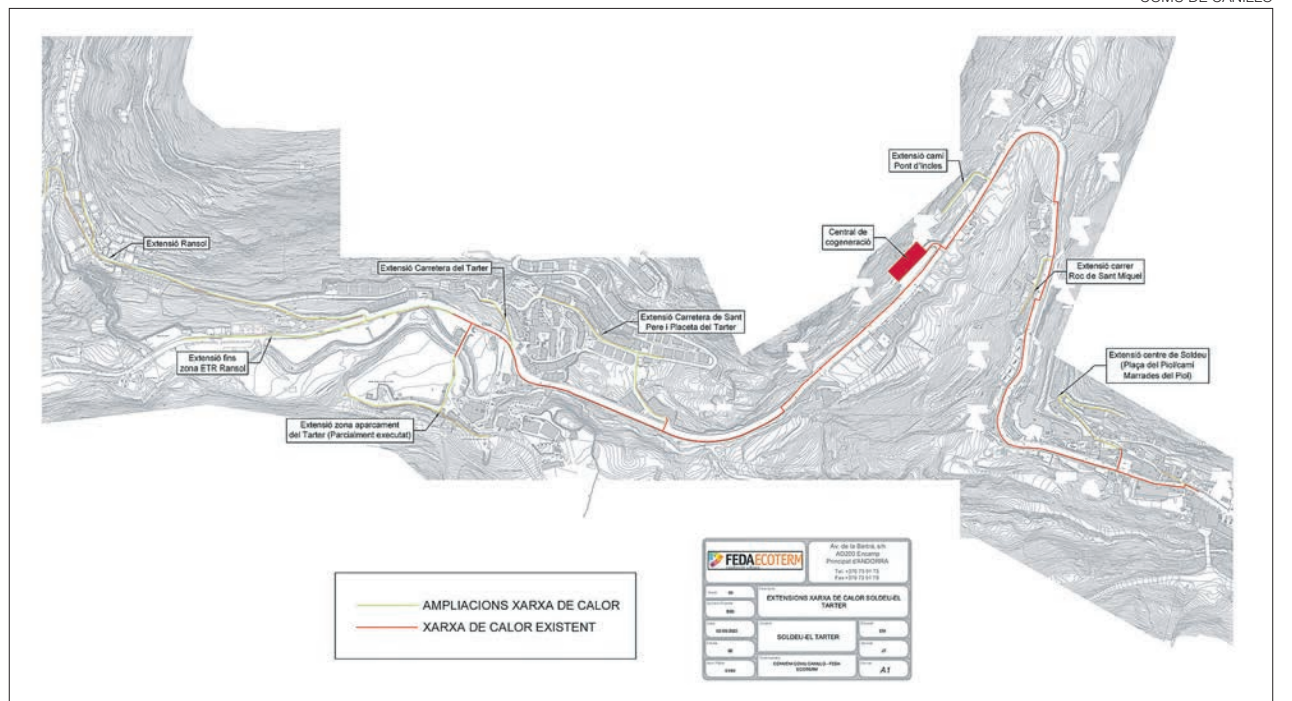 Extensió camí
Pont d'Incles
Central de
cogeneració
Extensió Ransol
Extensió Carretera del Tarter
Extensió carrer
Roc de Sant Miquel
Extensió Carretera de Sant
Pere i Placeta del Tarter
Extensió fins
zona ETR Ransol
Extensió centre de Soldeu
(Plaça del Piol/camí
Marrades del Piol)
Extensió zona aparcament
del Tarter (Parcialment executat)
AMPLIACIONS XARXA DE CALOR
XARXA DE CALOR EXISTENT
FEDAECOTERM
Av. de la Bartra, s/n
AD200 Encamp
Principat d'ANDORRA
EXTENSIONS XARXA DE CALOR SOLDEU-EL
TARTER
SOLDEU-EL TARTER
A1